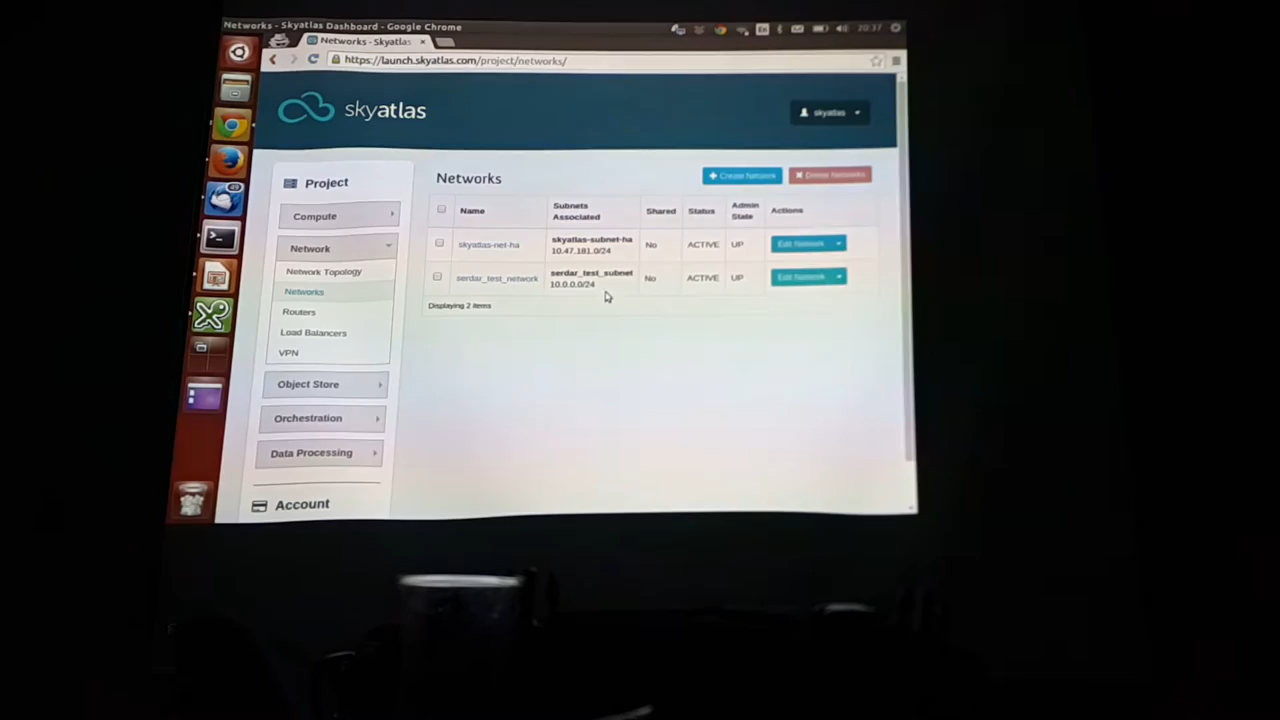 Networks - Skyatlas Dashboard - Google Chrome
En
20:37
Networks - Skyatlas
https://launch.skyatlas.com/project/networks/
skyatlas
skyatlas
Project
Compute
Network
Network Topology
Networks
Routers
Load Balancers
VPN
Object Store
Orchestration
Data Processing
Account
Networks
Create Network
Delete Networks
Name
Subnets Associated
Shared
Status
Admin State
Actions
skyatlas-net-ha
skyatlas-subnet-ha 10.47.181.0/24
No
ACTIVE
UP
Edit Network
serdar_test_network
serdar_test_subnet 10.0.0.0/24
No
ACTIVE
UP
Edit Network
Displaying 2 items